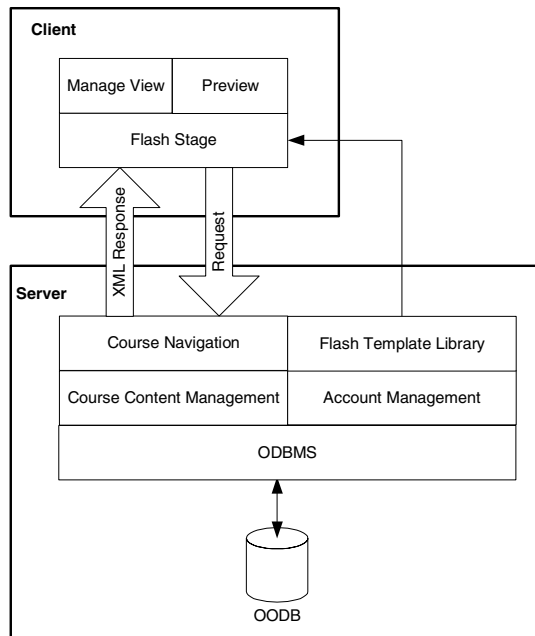 Client
Manage View
Preview
Flash Stage
XML Response
Request
Server
Course Navigation
Flash Template Library
Course Content Management
Account Management
ODBMS
OODB